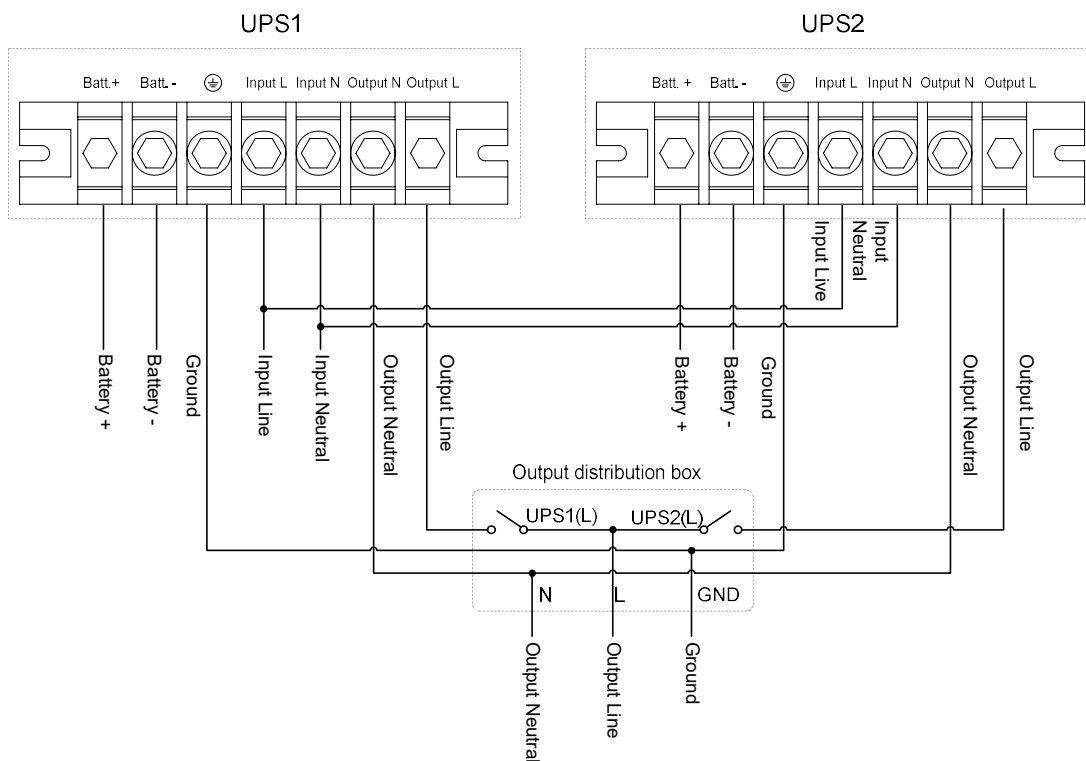 UPS1
UPS2
Batt.+ Batt. - Input L Input N Output N Output L
Batt. + Batt. - Input L Input N Output N Output L
Input Live
Input
Neutral
Battery +
Battery -
Ground
Input Line
Input Neutral
Output Neutral
Output Line
Battery +
Battery -
Ground
Output Neutral
Output Line
Output distribution box
UPS1(L) UPS2(L)
N L GND
Output Neutral
Output Line
Ground